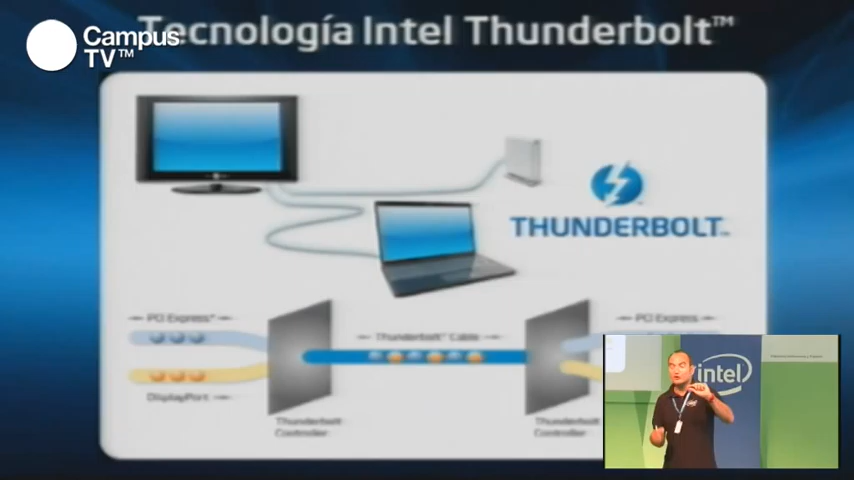 Tecnología Intel Thunderbolt™
Campus
TV™
THUNDERBOLT™
PCI Express*
PCI Express
Thunderbolt™ Cable
DisplayPort
Thunderbolt
Controller
Thunderbolt
Controller
intel